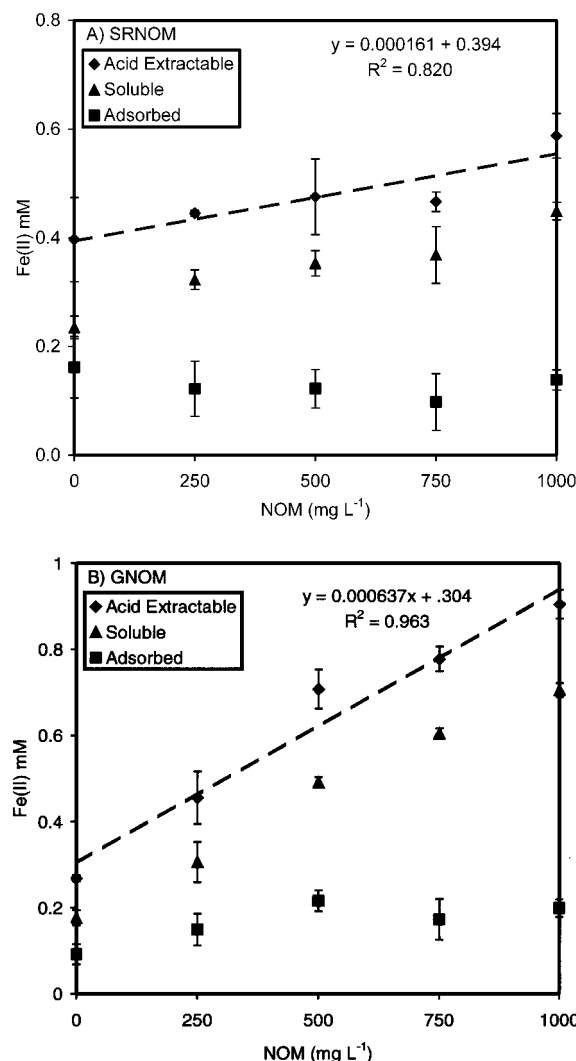 A) SRNOM
y = 0.000161 + 0.394
R² = 0.820
Acid Extractable
Soluble
Adsorbed
0.8
0.6
0.4
0.2
0.0
Fe(II) mM
0 250 500 750 1000
NOM (mg L⁻¹)
B) GNOM
y = 0.000637x + .304
R² = 0.963
Acid Extractable
Soluble
Adsorbed
1
0.8
0.6
0.4
0.2
0
Fe(II) mM
0 250 500 750 1000
NOM (mg L⁻¹)